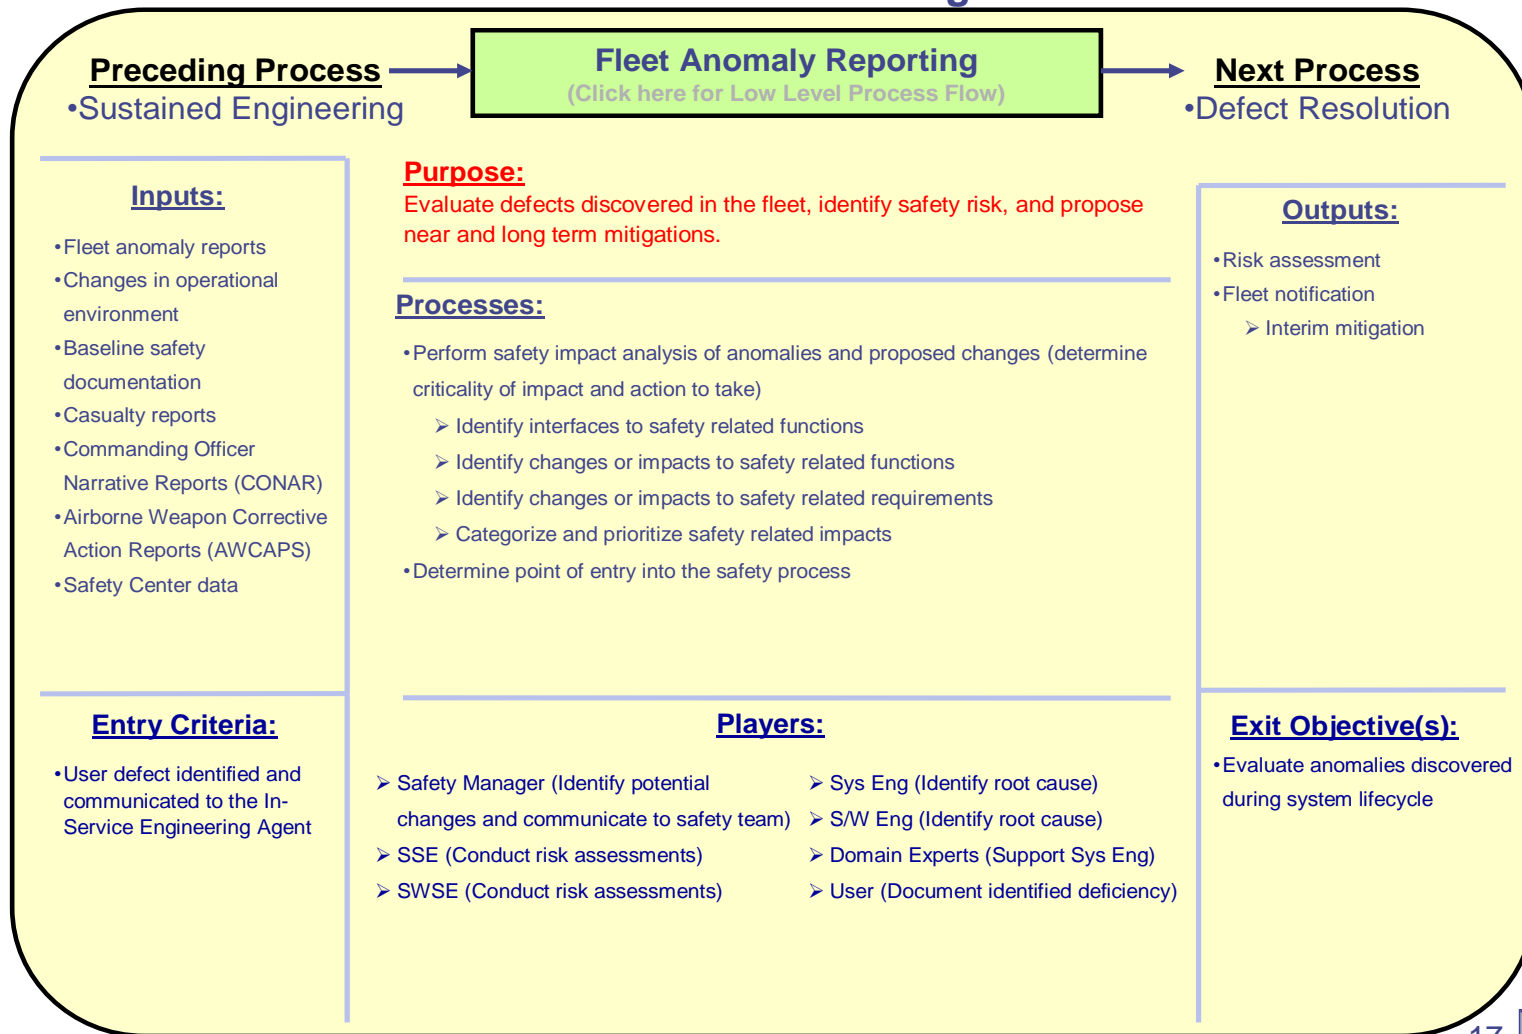 Preceding Process
•Sustained Engineering
Fleet Anomaly Reporting
(Click here for Low Level Process Flow)
Next Process
•Defect Resolution
Inputs:
•Fleet anomaly reports
•Changes in operational
environment
•Baseline safety
documentation
•Casualty reports
•Commanding Officer
Narrative Reports (CONAR)
•Airborne Weapon Corrective
Action Reports (AWCAPS)
•Safety Center data
Purpose:
Evaluate defects discovered in the fleet, identify safety risk, and propose
near and long term mitigations.
Processes:
•Perform safety impact analysis of anomalies and proposed changes (determine
criticality of impact and action to take)
➢ Identify interfaces to safety related functions
➢ Identify changes or impacts to safety related functions
➢ Identify changes or impacts to safety related requirements
➢ Categorize and prioritize safety related impacts
•Determine point of entry into the safety process
Outputs:
•Risk assessment
•Fleet notification
➢ Interim mitigation
Entry Criteria:
•User defect identified and
communicated to the In-
Service Engineering Agent
Players:
➢ Safety Manager (Identify potential
changes and communicate to safety team)
➢ SSE (Conduct risk assessments)
➢ SWSE (Conduct risk assessments)
➢ Sys Eng (Identify root cause)
➢ S/W Eng (Identify root cause)
➢ Domain Experts (Support Sys Eng)
➢ User (Document identified deficiency)
Exit Objective(s):
•Evaluate anomalies discovered
during system lifecycle
17